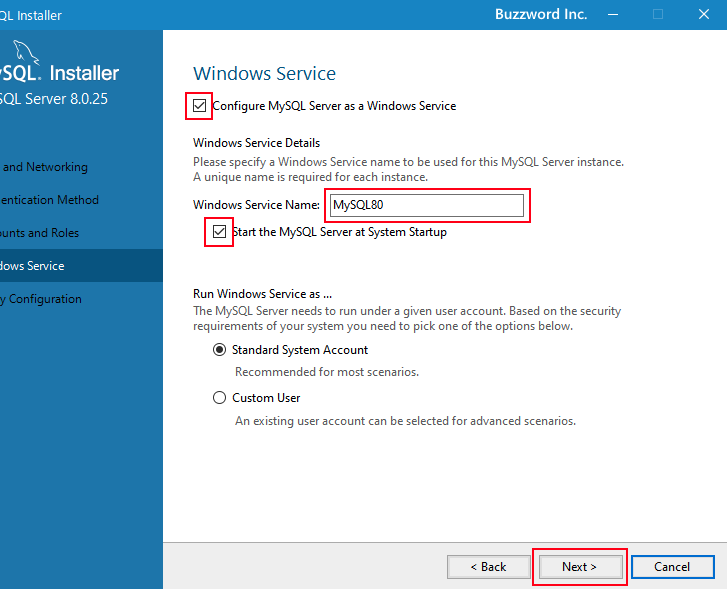 QL Installer
Buzzword Inc.
SQL. Installer
SQL Server 8.0.25
and Networking
entication Method
ounts and Roles
dows Service
y Configuration
Windows Service
Configure MySQL Server as a Windows Service
Windows Service Details
Please specify a Windows Service name to be used for this MySQL Server instance.
A unique name is required for each instance.
Windows Service Name:
MySQL80
Start the MySQL Server at System Startup
Run Windows Service as ...
The MySQL Server needs to run under a given user account. Based on the security
requirements of your system you need to pick one of the options below.
Standard System Account
Recommended for most scenarios.
Custom User
An existing user account can be selected for advanced scenarios.
< Back
Next >
Cancel